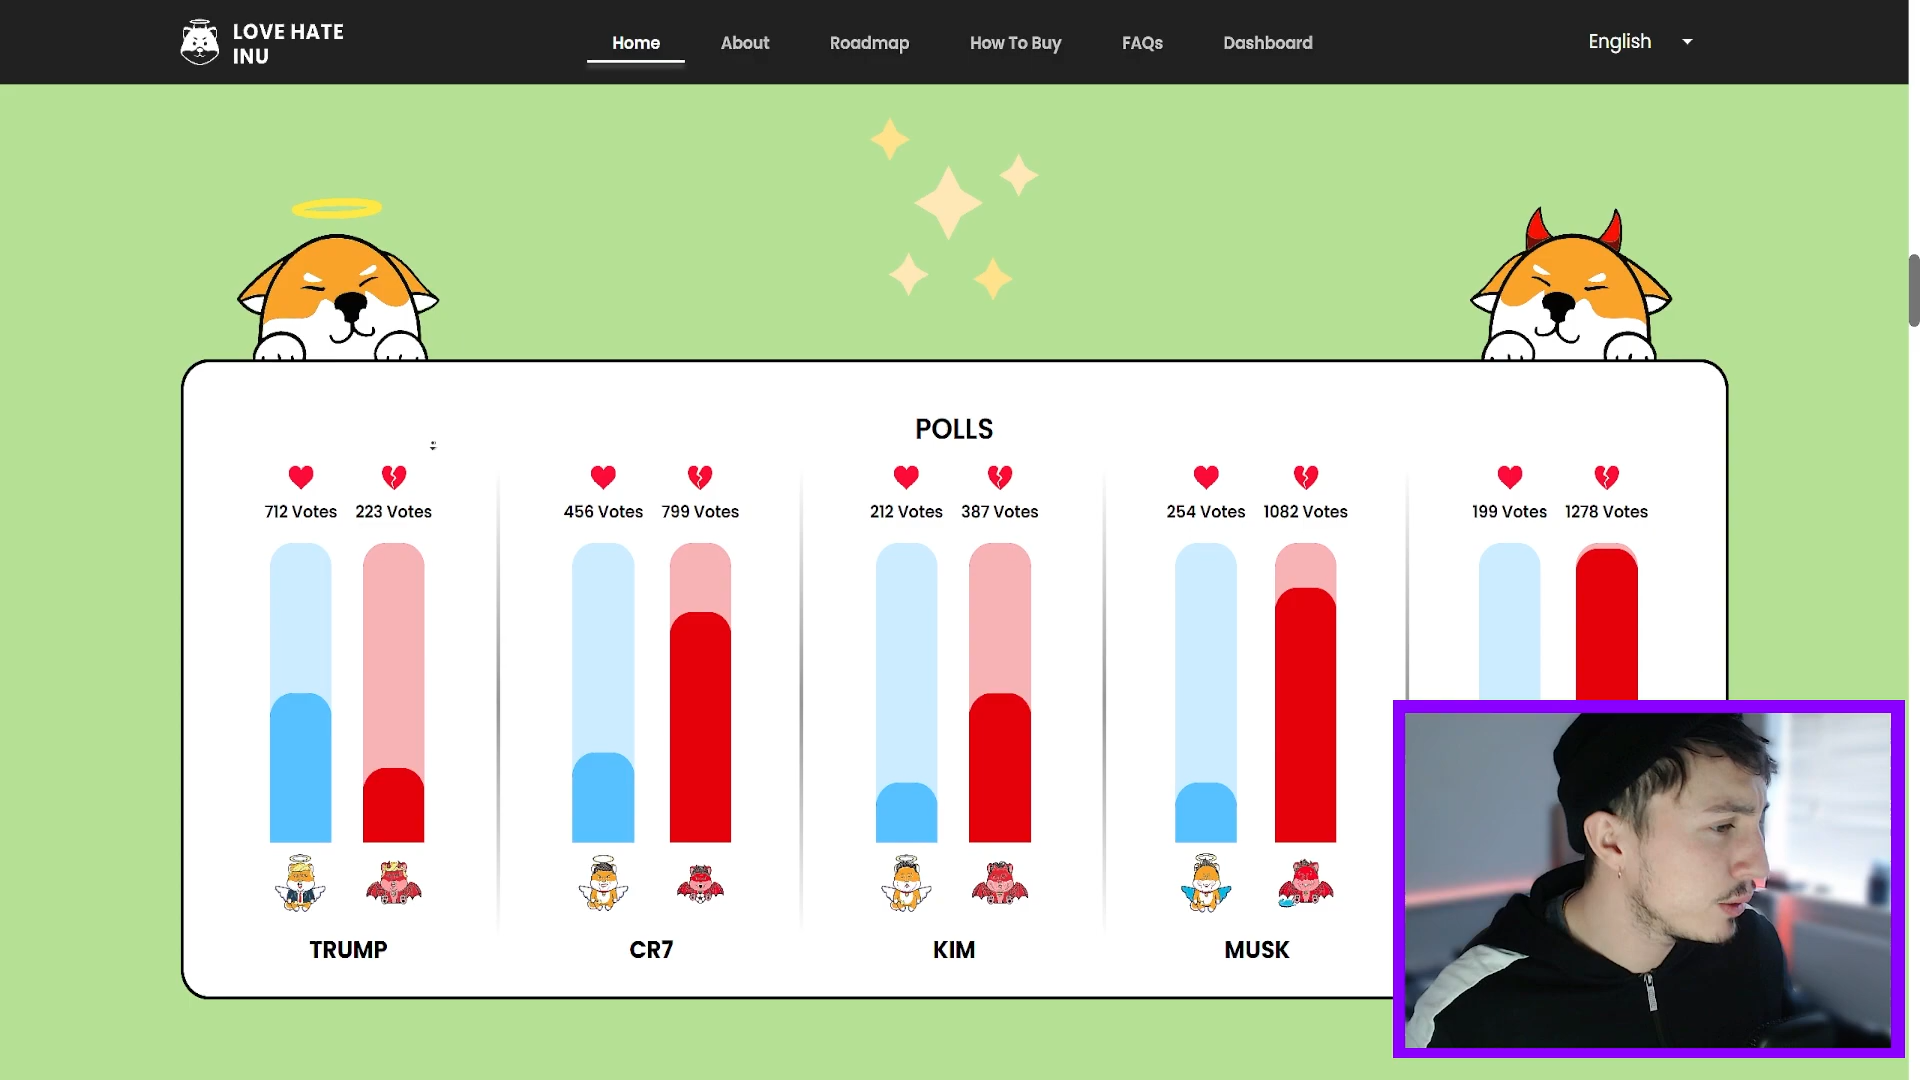 LOVE HATE
INU
Home
About
Roadmap
How To Buy
FAQs
Dashboard
English
POLLS
712 Votes
223 Votes
456 Votes
799 Votes
212 Votes
387 Votes
254 Votes
1082 Votes
199 Votes
1278 Votes
TRUMP
CR7
KIM
MUSK